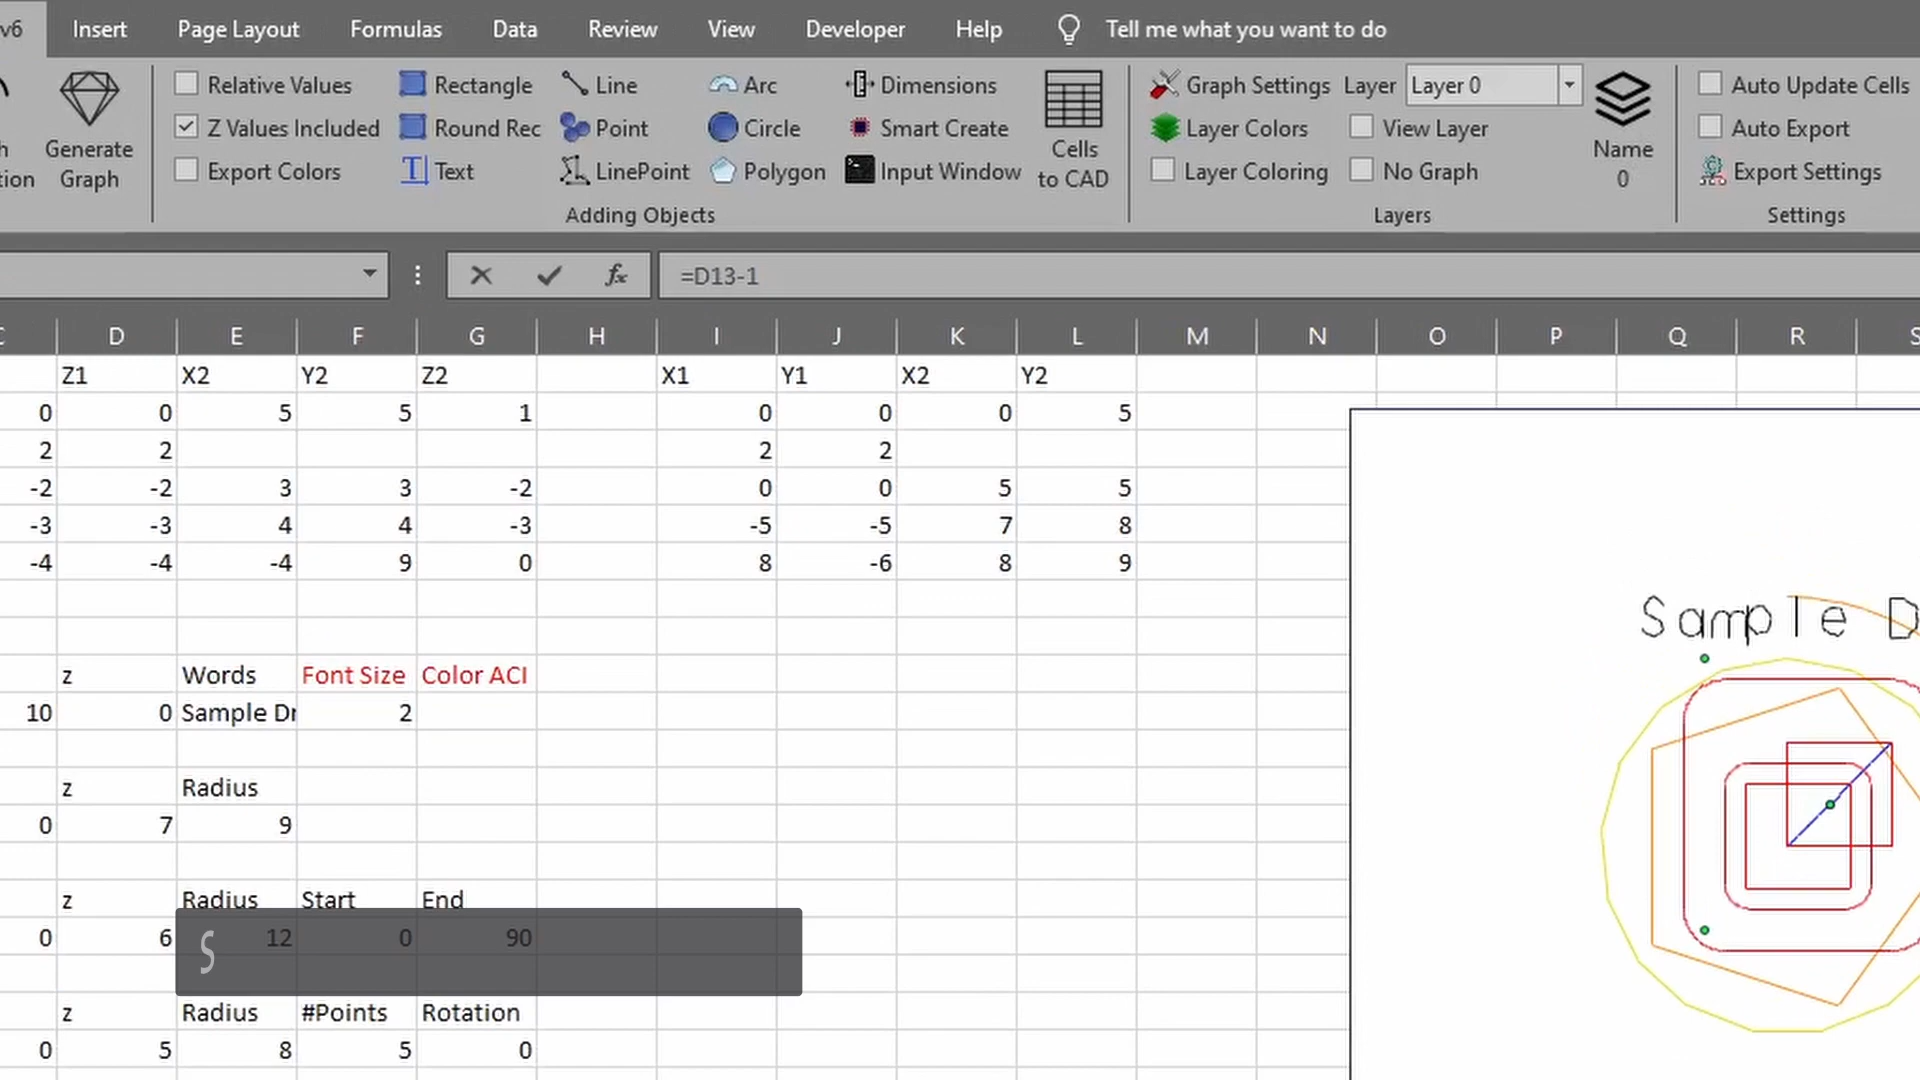 v6 Insert Page Layout Formulas Data Review View Developer Help Tell me what you want to do
Relative Values Rectangle Line Arc Dimensions Graph Settings Layer Layer 0 Auto Update Cells
Generate Z Values Included Round Rec Point Circle Smart Create Cells Layer Colors View Layer Name Auto Export
Graph Export Colors Text LinePoint Polygon Input Window to CAD Layer Coloring No Graph 0 Export Settings
Adding Objects Layers Settings
fx =D13-1
D E F G H I J K L M N O P Q R S
Z1 X2 Y2 Z2 X1 Y1 X2 Y2
0 0 5 5 1 0 0 0 5
2 2 2 2
-2 -2 3 3 -2 0 0 5 5
-3 -3 4 4 -3 -5 -5 7 8
-4 -4 -4 9 0 8 -6 8 9
Sample D
z Words Font Size Color ACI
10 0 Sample Dr 2
z Radius
0 7 9
z Radius Start End
0 6 12 0 90
S
z Radius #Points Rotation
0 5 8 5 0